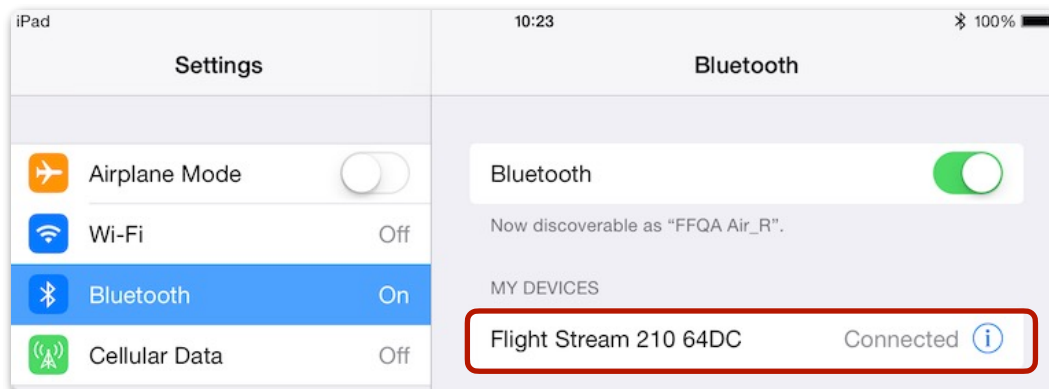 iPad 10:23 100%
Settings
Bluetooth
Airplane Mode
Wi-Fi Off
Bluetooth On
Cellular Data Off
Bluetooth
Now discoverable as “FFQA Air_R”.
MY DEVICES
Flight Stream 210 64DC Connected i